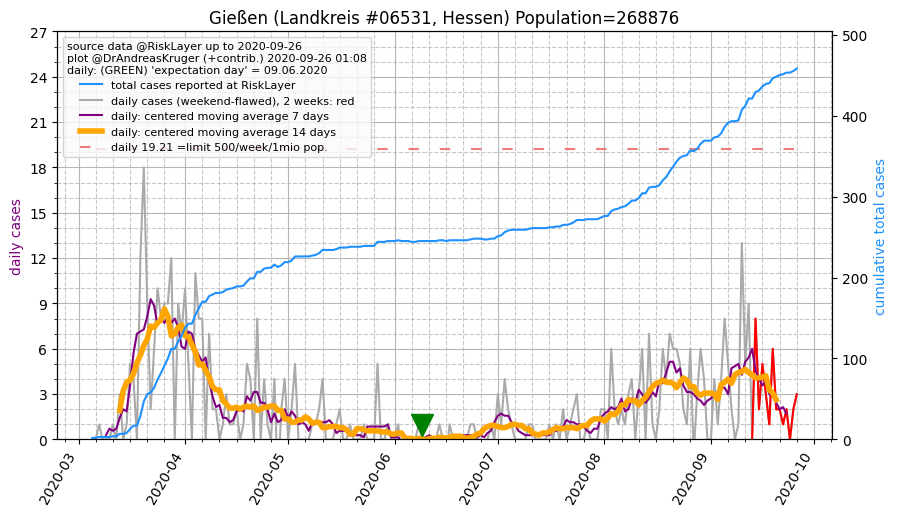 Gießen (Landkreis #06531, Hessen) Population=268876
source data @RiskLayer up to 2020-09-26
plot @DrAndreasKruger (+contrib.) 2020-09-26 01:08
daily: (GREEN) 'expectation day' = 09.06.2020
total cases reported at RiskLayer
daily cases (weekend-flawed), 2 weeks: red
daily: centered moving average 7 days
daily: centered moving average 14 days
daily 19.21 =limit 500/week/1mio pop.
daily cases
27
24
21
18
15
12
9
6
3
0
500
400
300
200
100
0
cumulative total cases
2020-03
2020-04
2020-05
2020-06
2020-07
2020-08
2020-09
2020-10